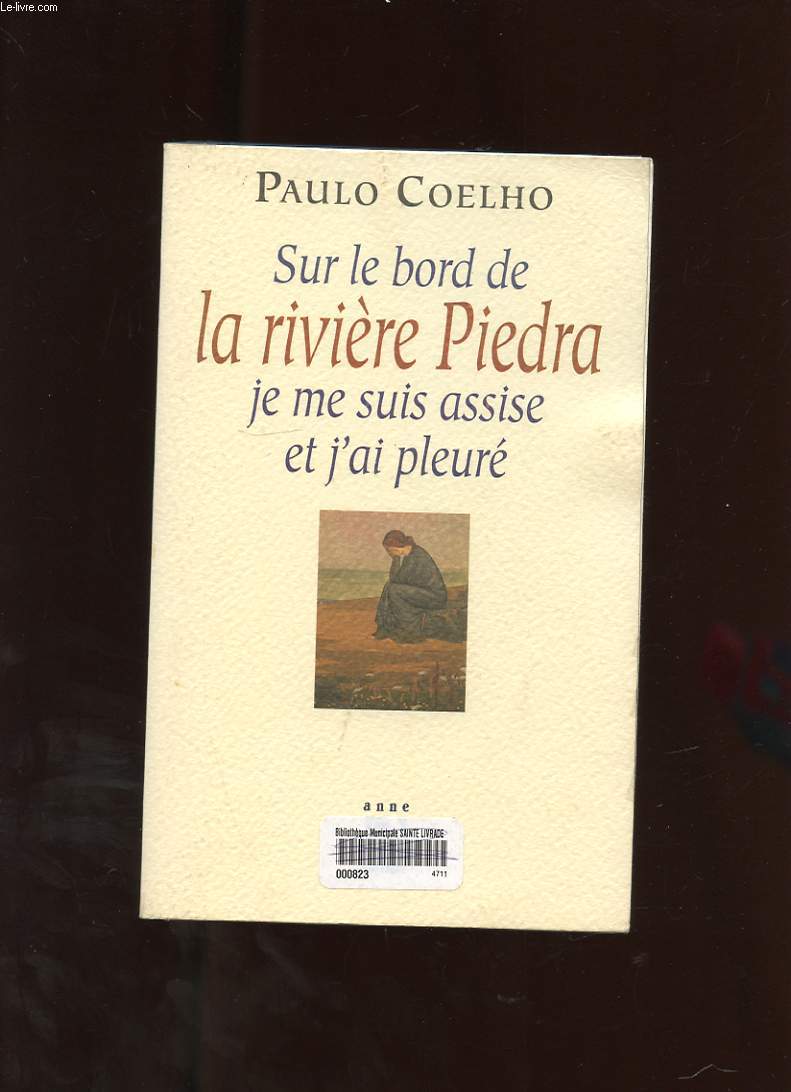 Le-livre.com
PAULO COELHO
Sur le bord de
la rivière Piedra
je me suis assise
et j'ai pleuré
anne
Bibliothèque Municipale SAINTE LIVRADE
000823 4711